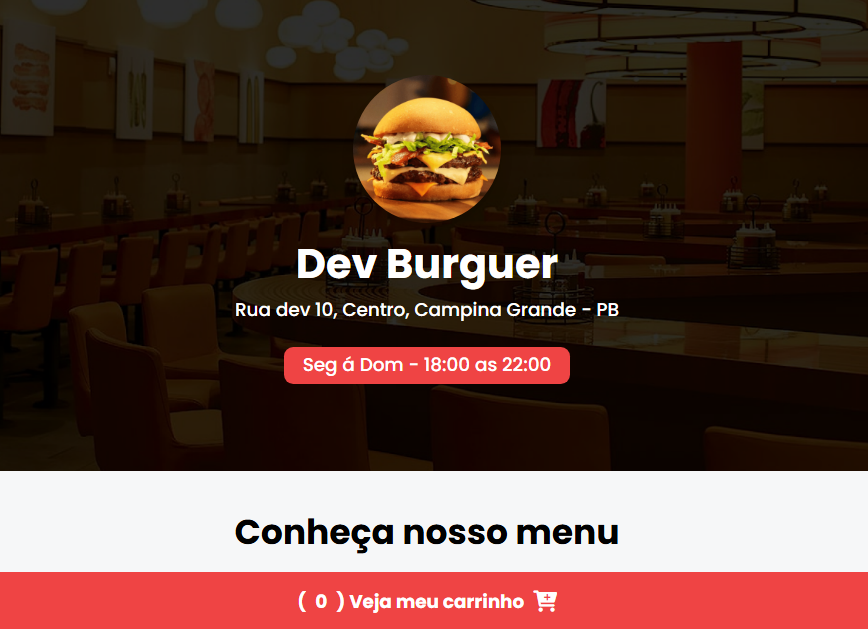 Dev Burguer
Rua dev 10, Centro, Campina Grande - PB
Seg á Dom - 18:00 as 22:00
Conheça nosso menu
( 0 ) Veja meu carrinho